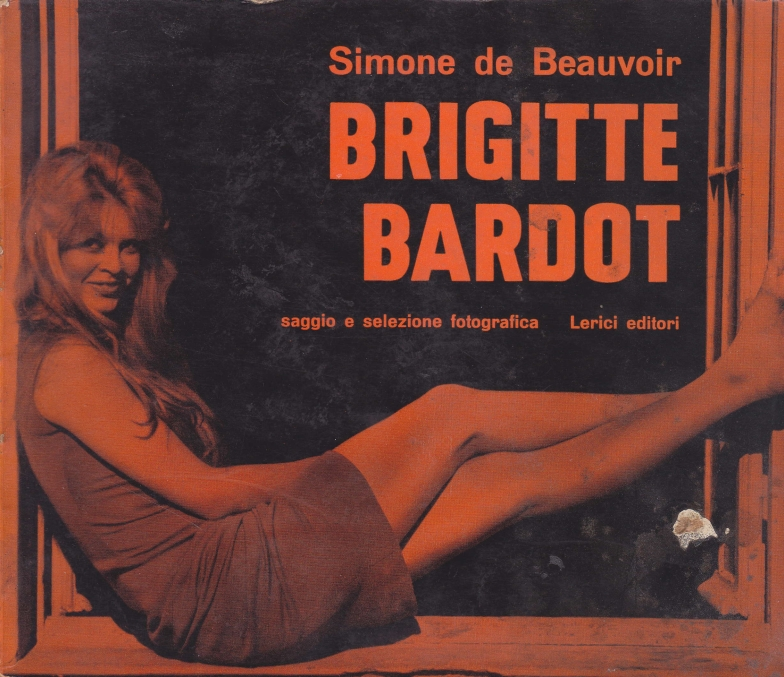 Simone de Beauvoir
BRIGITTE
BARDOT
saggio e selezione fotografica Lerici editori